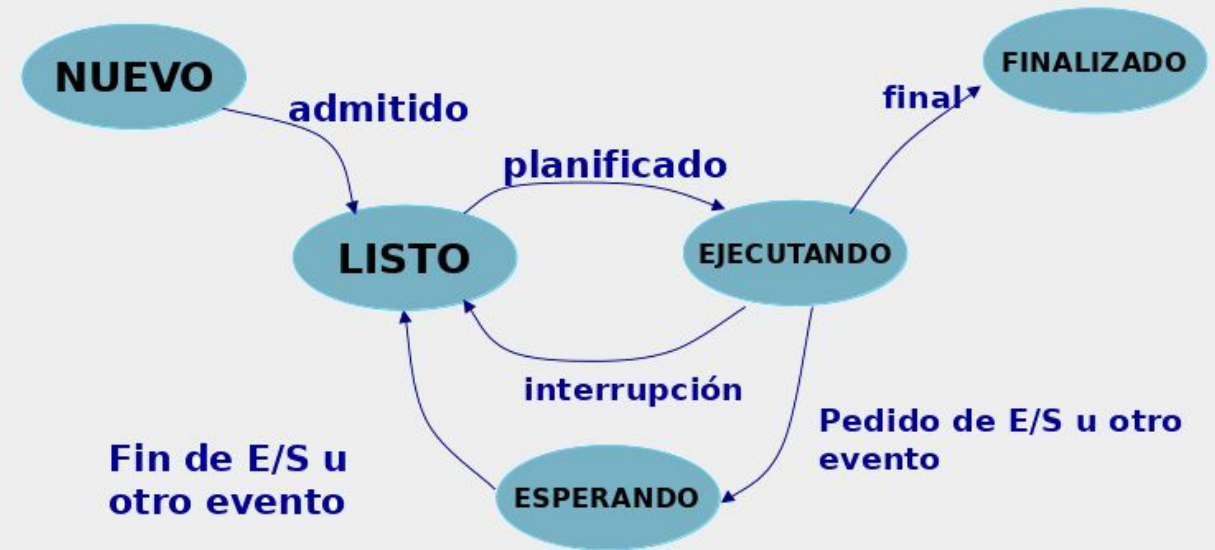 NUEVO
FINALIZADO
admitido
final
planificado
LISTO
EJECUTANDO
interrupción
Pedido de E/S u otro
evento
Fin de E/S u
otro evento
ESPERANDO